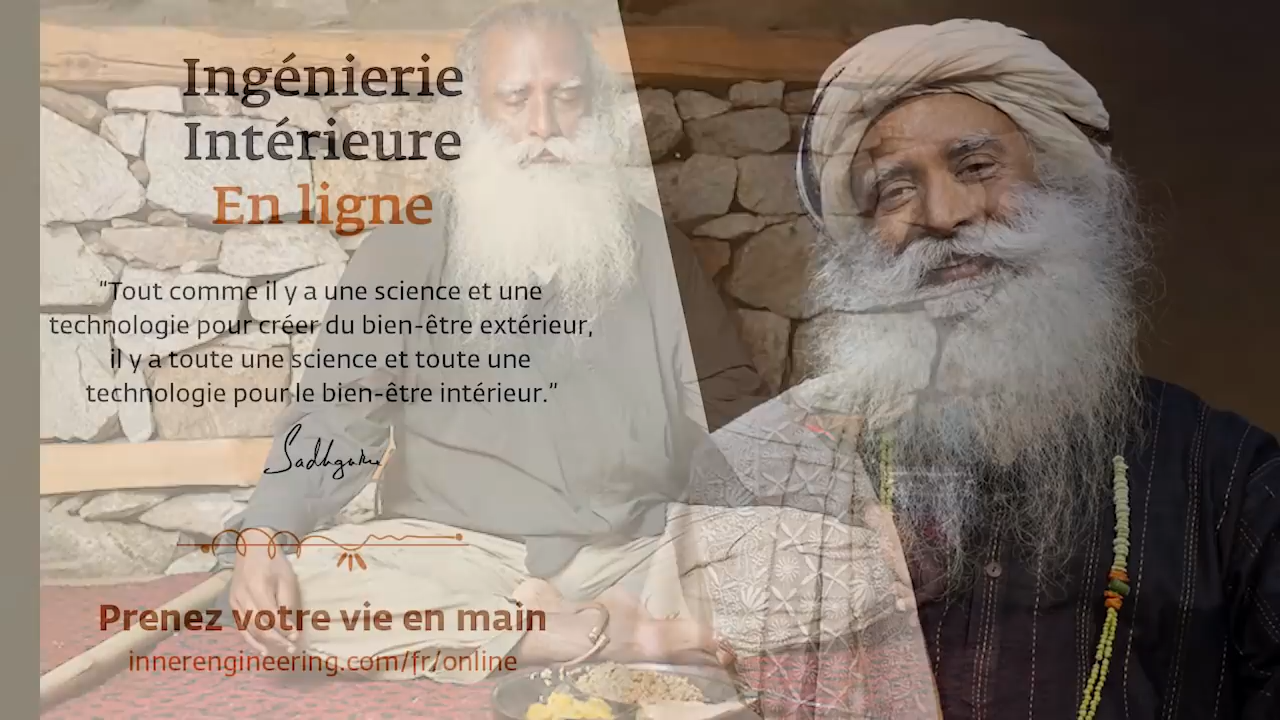 Ingénierie
Intérieure
En ligne
"Tout comme il y a une science et une
technologie pour créer du bien-être extérieur,
il y a toute une science et toute une
technologie pour le bien-être intérieur."
Sadhguru
Prenez votre vie en main
innerengineering.com/fr/online